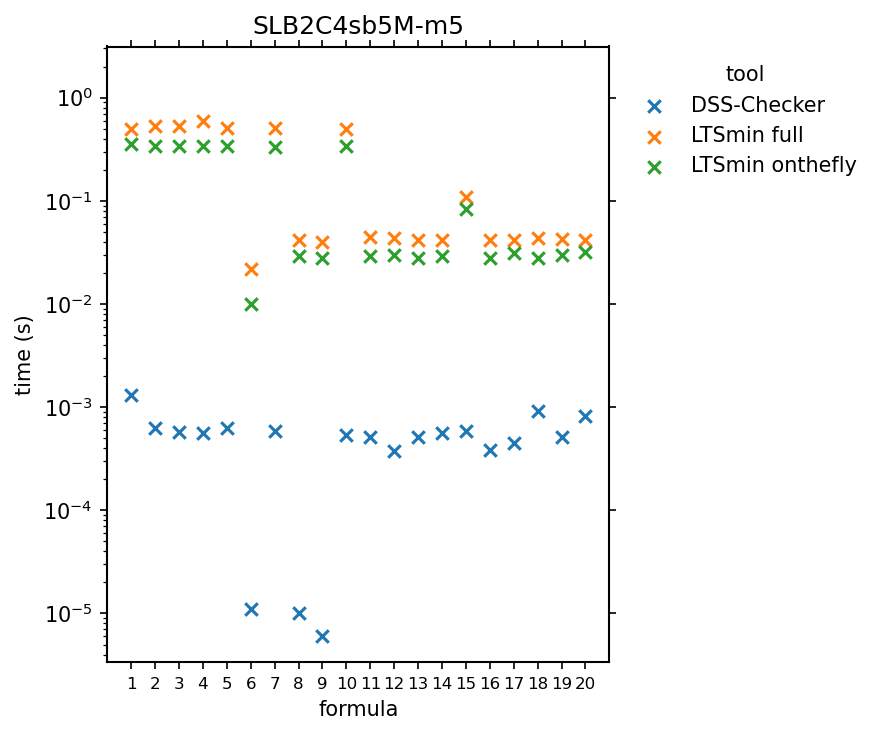 SLB2C4sb5M-m5
tool
DSS-Checker
LTSmin full
LTSmin onthefly
time (s)
10⁰
10⁻¹
10⁻²
10⁻³
10⁻⁴
10⁻⁵
1 2 3 4 5 6 7 8 9 10 11 12 13 14 15 16 17 18 19 20
formula